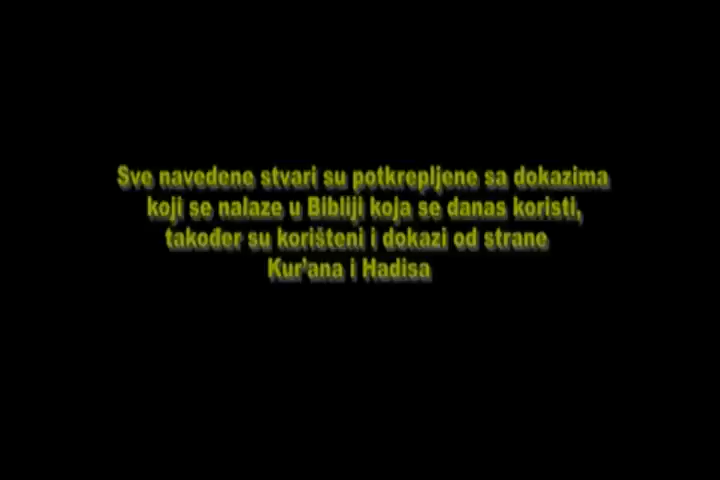 Sve navedene stvari su potkrepljene sa dokazima
koji se nalaze u Bibliji koja se danas koristi,
također su korišteni i dokazi od strane
Kur'ana i Hadisa